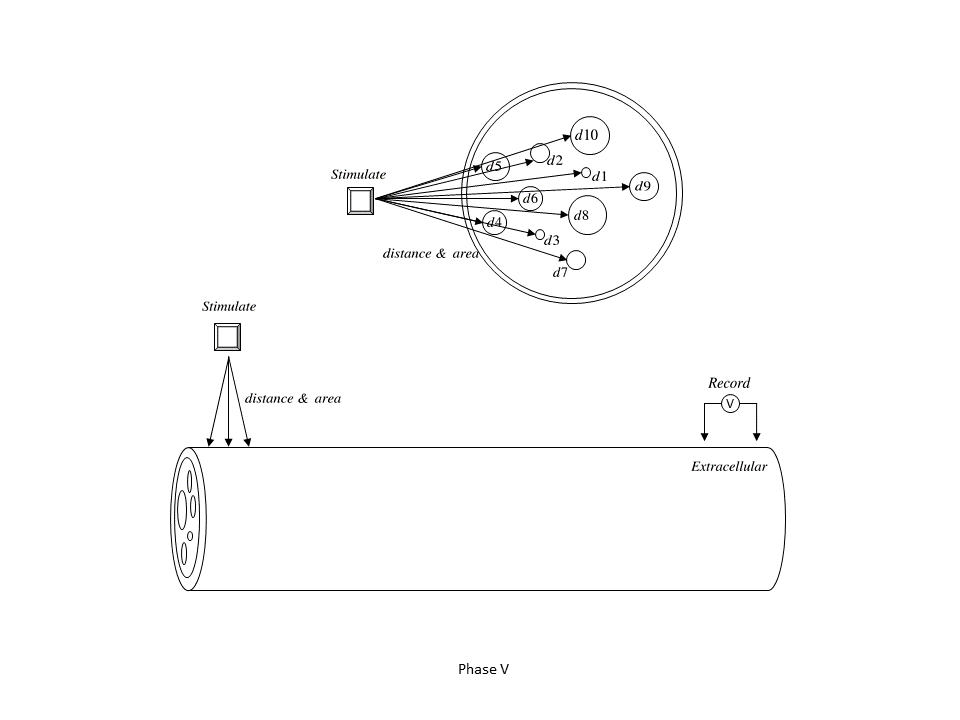 d10
d2
d5
Stimulate
d1
d9
d6
d8
d4
d3
distance & area
d7
Stimulate
Record
V
distance & area
Extracellular
Phase V